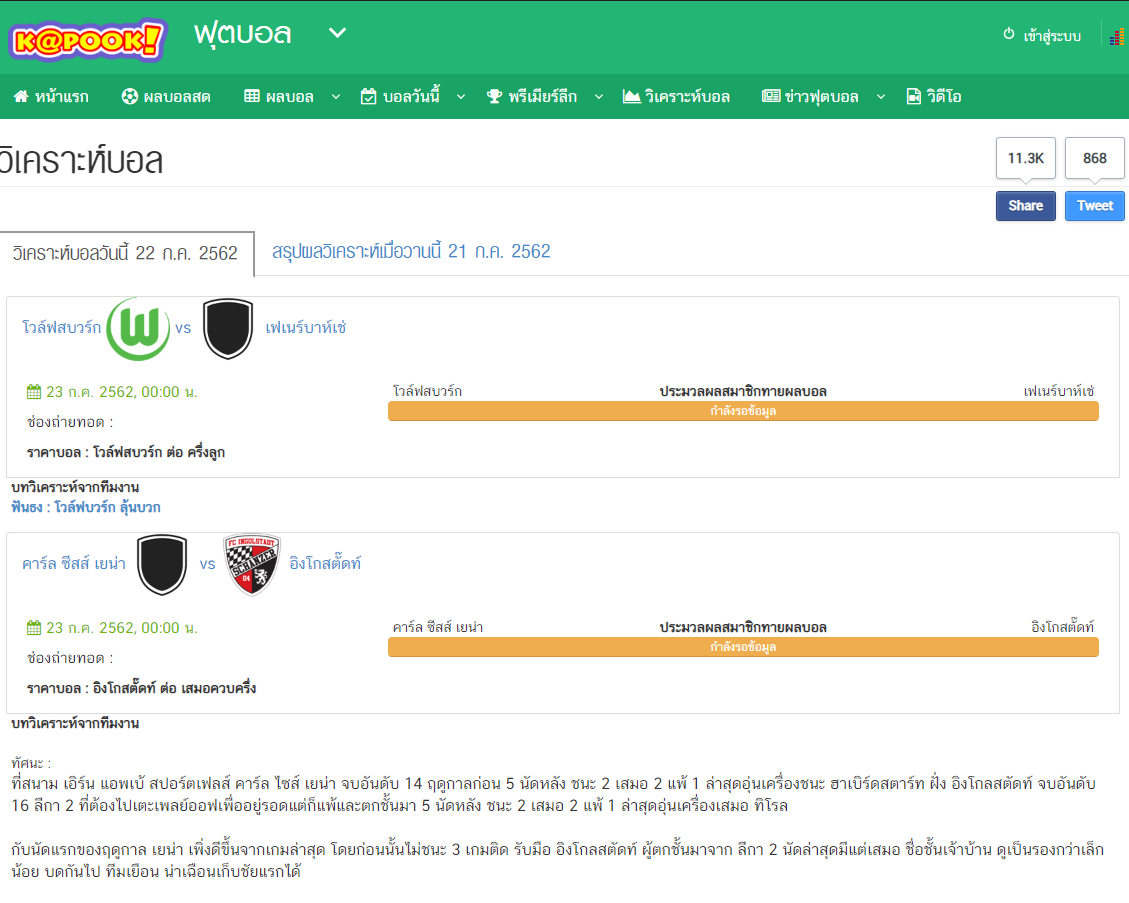 K@POOK!
ฟุตบอล
เข้าสู่ระบบ
หน้าแรก ผลบอลสด ผลบอล บอลวันนี้ พรีเมียร์ลีก วิเคราะห์บอล ข่าวฟุตบอล วิดีโอ
วิเคราะห์บอล
11.3K 868
Share Tweet
วิเคราะห์บอลวันนี้ 22 ก.ค. 2562 สรุปผลวิเคราะห์เมื่อวานนี้ 21 ก.ค. 2562
โวล์ฟสบวร์ก W vs เฟเนร์บาห์เช่
23 ก.ค. 2562, 00:00 น.
โวล์ฟสบวร์ก ประมวลผลสมาชิกทายผลบอล เฟเนร์บาห์เช่
กำลังรอข้อมูล
ช่องถ่ายทอด :
ราคาบอล : โวล์ฟสบวร์ก ต่อ ครึ่งลูก
บทวิเคราะห์จากทีมงาน
ฟันธง : โวล์ฟบวร์ก ลุ้นบวก
คาร์ล ซีสส์ เยน่า vs FC INGOLSTADT SCHANZER 04 อิงโกสตั๊ดท์
23 ก.ค. 2562, 00:00 น.
คาร์ล ซีสส์ เยน่า ประมวลผลสมาชิกทายผลบอล อิงโกสตั๊ดท์
กำลังรอข้อมูล
ช่องถ่ายทอด :
ราคาบอล : อิงโกสตั๊ดท์ ต่อ เสมอควบครึ่ง
บทวิเคราะห์จากทีมงาน
ทัศนะ :
ที่สนาม เอิร์น แอพเบ้ สปอร์ตเฟลส์ คาร์ล ไซส์ เยน่า จบอันดับ 14 ฤดูกาลก่อน 5 นัดหลัง ชนะ 2 เสมอ 2 แพ้ 1 ล่าสุดอุ่นเครื่องชนะ ฮาเบิร์ดสตาร์ท ฝั่ง อิงโกลสตัดท์ จบอันดับ
16 ลีกา 2 ที่ต้องไปเตะเพลย์ออฟเพื่ออยู่รอดแต่ก็แพ้และตกชั้นมา 5 นัดหลัง ชนะ 2 เสมอ 2 แพ้ 1 ล่าสุดอุ่นเครื่องเสมอ ทิโรล
กับนัดแรกของฤดูกาล เยน่า เพิ่งดีขึ้นจากเกมล่าสุด โดยก่อนนั้นไม่ชนะ 3 เกมติด รับมือ อิงโกลสตัดท์ ผู้ตกชั้นมาจาก ลีกา 2 นัดล่าสุดมีแต่เสมอ ชื่อชั้นเจ้าบ้าน ดูเป็นรองกว่าเล็ก
น้อย บดกันไป ทีมเยือน น่าเฉือนเก็บชัยแรกได้